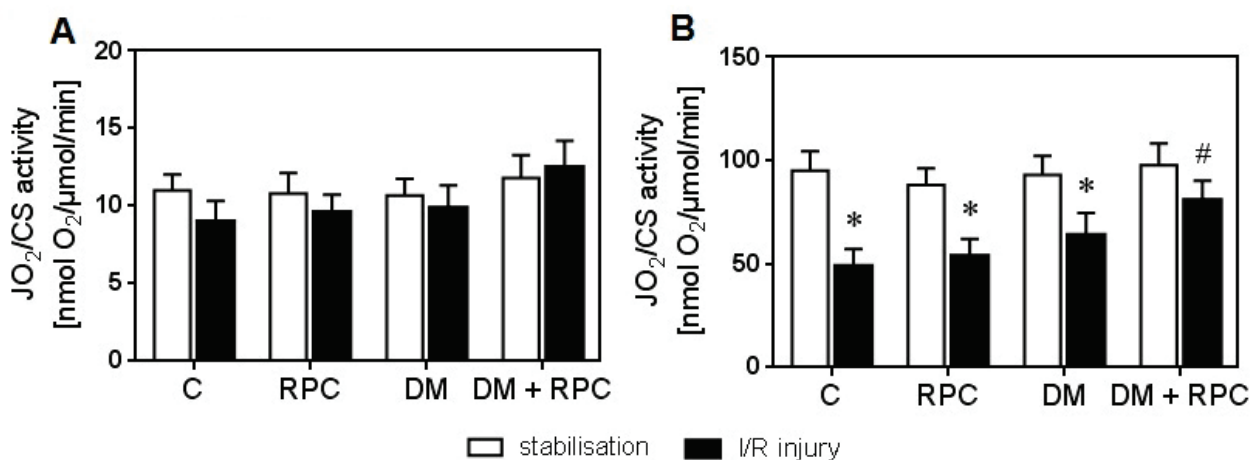 A
JO₂/CS activity
[nmol O₂/μmol/min]
20
15
10
5
0
C RPC DM DM + RPC
B
JO₂/CS activity
[nmol O₂/μmol/min]
150
100
50
0
* * * #
C RPC DM DM + RPC
stabilisation I/R injury